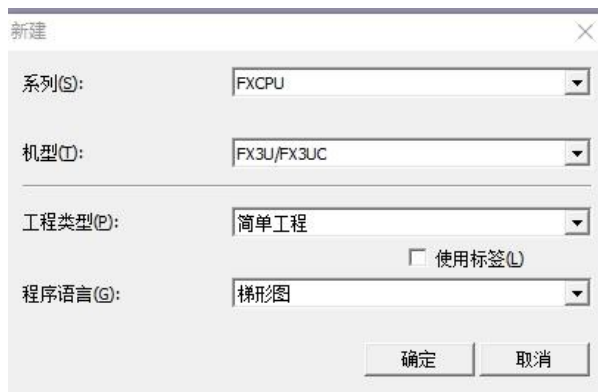 新建
系列(S): FXCPU
机型(T): FX3U/FX3UC
工程类型(P): 简单工程
使用标签(L)
程序语言(G): 梯形图
确定 取消